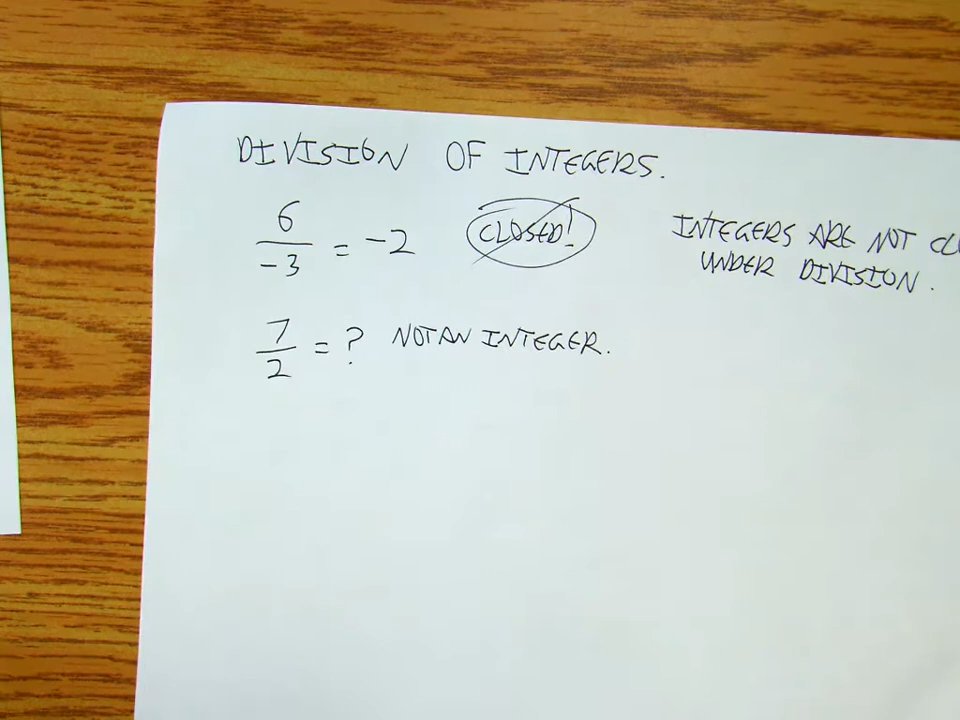 DIVISION OF INTEGERS.
6/-3 = -2 CLOSED!
INTEGERS ARE NOT
UNDER DIVISION.
7/2 = ? NOT AN INTEGER.